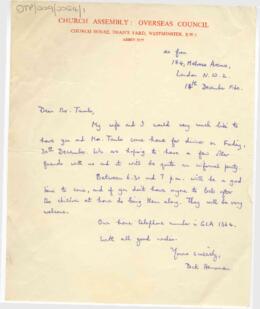 OTP/009/0054/1
CHURCH ASSEMBLY: OVERSEAS COUNCIL
CHURCH HOUSE, DEAN'S YARD, WESTMINSTER, S.W.1
as from
Melrose Avenue,
London N.W.2.
18th December 1960.
Dear Mr. Tambo,
My wife and I would very much like to
have you and Mrs. Tambo come here for dinner on Friday,
30th December. We are hoping to have a few other
friends with us and it will be quite an informal party.
Between 6.30 and 7 p.m. will be a good
time to come, and if you don't have anyone to look after
the children at home do bring them along. They will be very
welcome.
Our home telephone number is GLA 1364.
With all good wishes.
Yours sincerely,
Dick